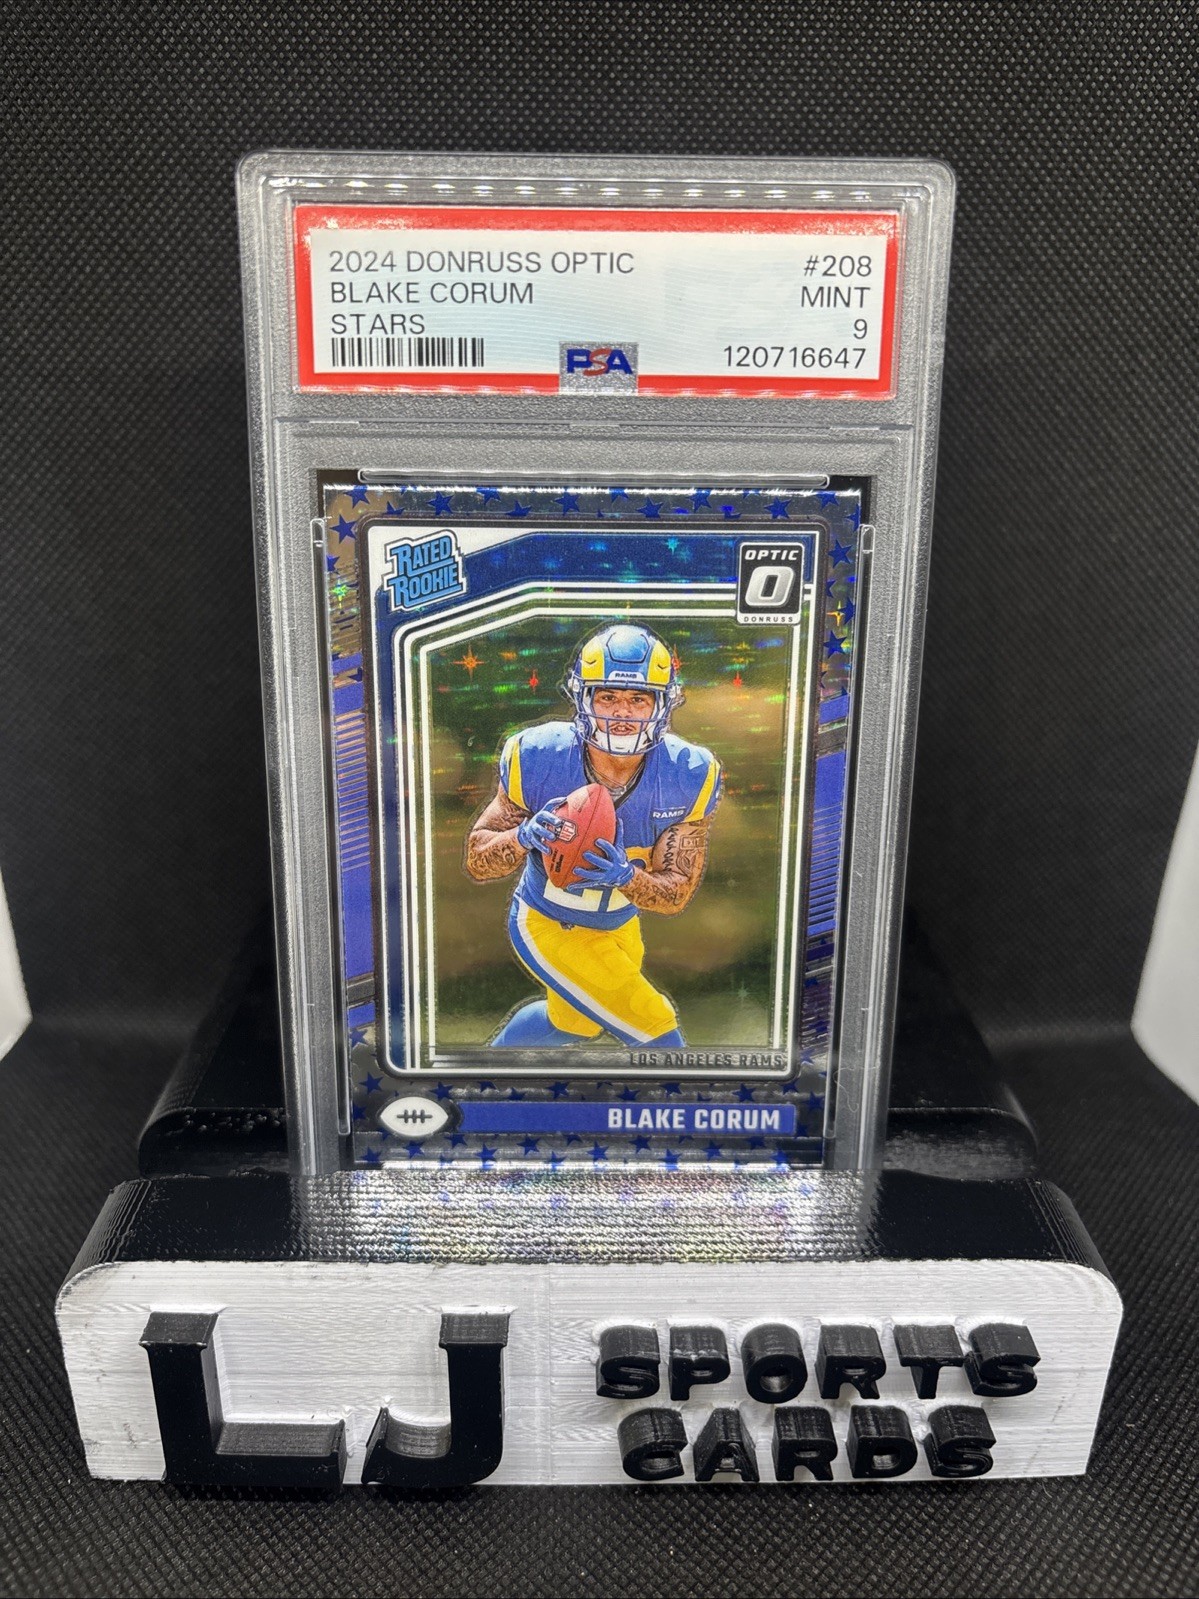 2024 DONRUSS OPTIC #208
BLAKE CORUM MINT
STARS 9
PSA 120716647
RATED ROOKIE
OPTIC
DONRUSS
RAMS
RAMS
LOS ANGELES RAMS
BLAKE CORUM
LJ SPORTS
CARDS